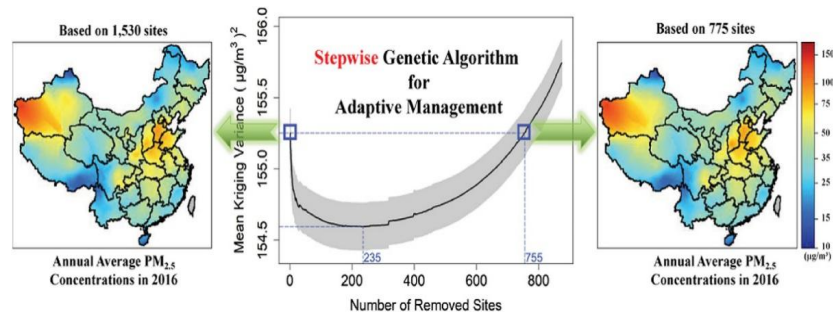 Based on 1,530 sites
Annual Average PM2.5
Concentrations in 2016
Mean Kriging Variance ( μg/m³ )²
156.0
155.5
155.0
154.5
Stepwise Genetic Algorithm
for
Adaptive Management
235
755
0
200
400
600
800
Number of Removed Sites
Based on 775 sites
Annual Average PM2.5
Concentrations in 2016
150
100
75
50
35
25
15
10
(μg/m³)